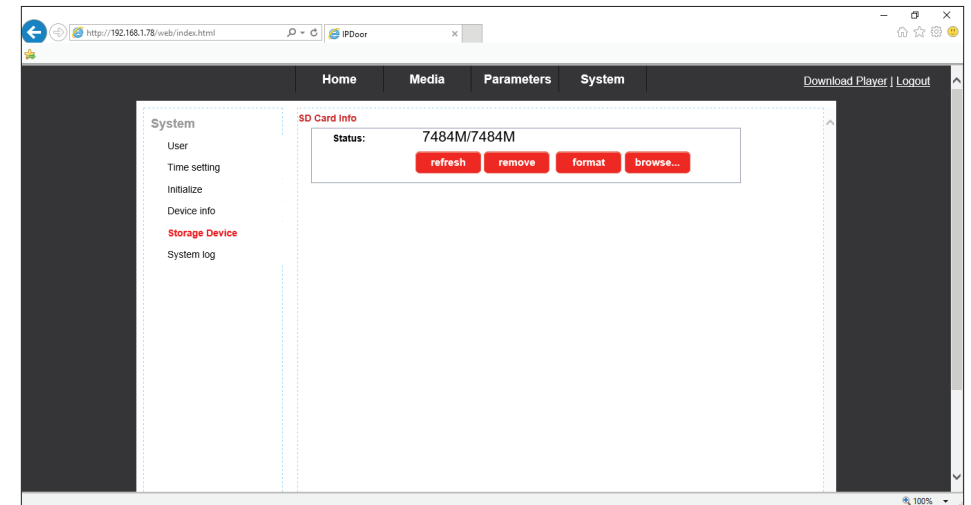 http://192.168.1.78/web/index.html
IPDoor
Home Media Parameters System
Download Player | Logout
System
User
Time setting
Initialize
Device info
Storage Device
System log
SD Card Info
Status: 7484M/7484M
refresh remove format browse...
100%